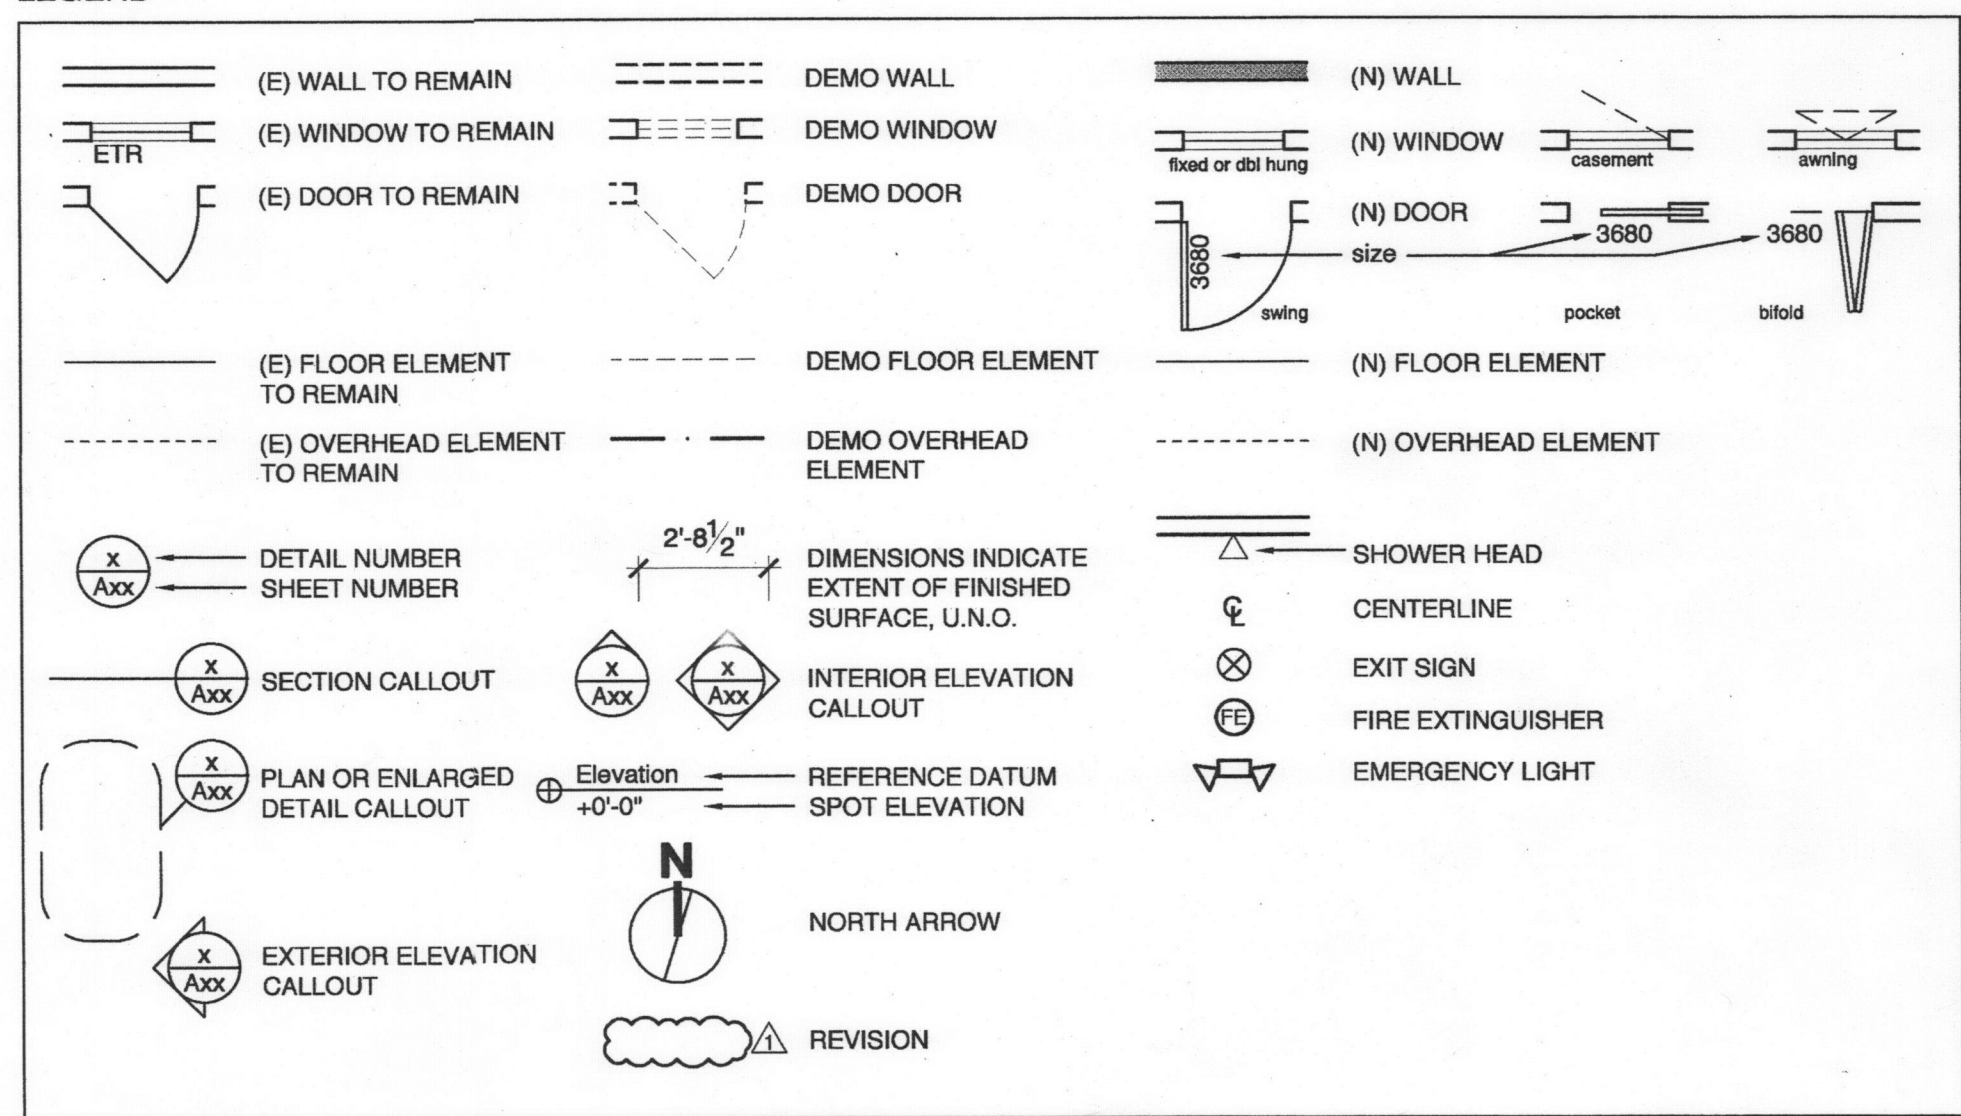 (E) WALL TO REMAIN
(E) WINDOW TO REMAIN
ETR
(E) DOOR TO REMAIN
(E) FLOOR ELEMENT
TO REMAIN
(E) OVERHEAD ELEMENT
TO REMAIN
x
Axx
DETAIL NUMBER
SHEET NUMBER
x
Axx
SECTION CALLOUT
x
Axx
PLAN OR ENLARGED
DETAIL CALLOUT
x
Axx
EXTERIOR ELEVATION
CALLOUT
DEMO WALL
DEMO WINDOW
DEMO DOOR
DEMO FLOOR ELEMENT
DEMO OVERHEAD
ELEMENT
2'-8 1/2"
DIMENSIONS INDICATE
EXTENT OF FINISHED
SURFACE, U.N.O.
x
Axx
x
Axx
INTERIOR ELEVATION
CALLOUT
Elevation
+0'-0"
REFERENCE DATUM
SPOT ELEVATION
N
NORTH ARROW
1
REVISION
(N) WALL
(N) WINDOW
fixed or dbl hung
casement
awning
(N) DOOR
3680
size
3680
3680
swing
pocket
bifold
(N) FLOOR ELEMENT
(N) OVERHEAD ELEMENT
SHOWER HEAD
℄
CENTERLINE
EXIT SIGN
FE
FIRE EXTINGUISHER
EMERGENCY LIGHT